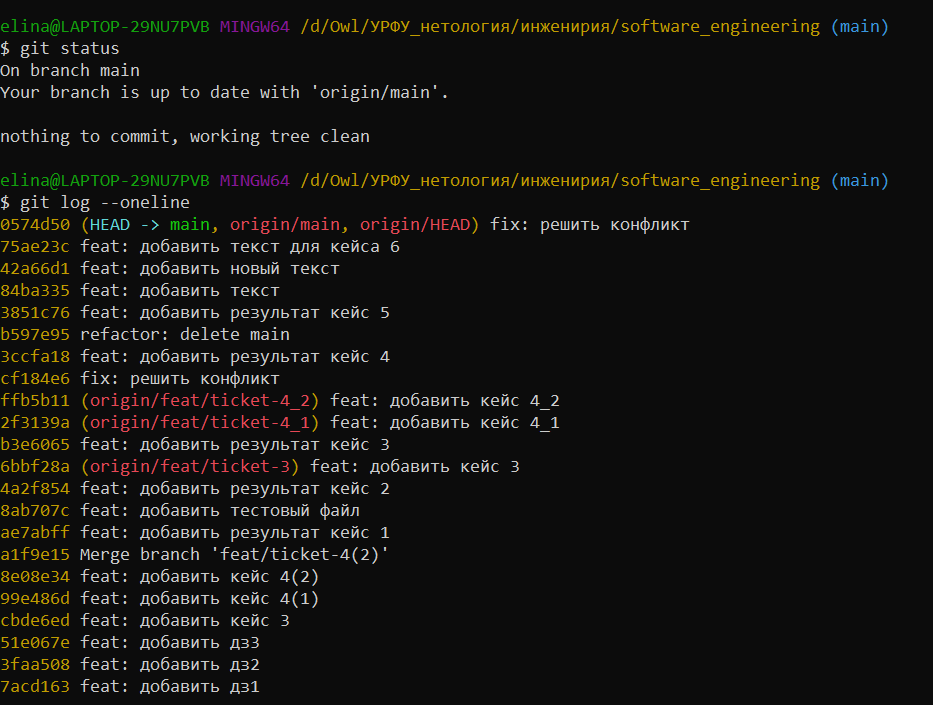 elina@LAPTOP-29NU7PVB MINGW64 /d/Owl/УРФУ_нетология/инженирия/software_engineering (main)
$ git status
On branch main
Your branch is up to date with 'origin/main'.
nothing to commit, working tree clean
elina@LAPTOP-29NU7PVB MINGW64 /d/Owl/УРФУ_нетология/инженирия/software_engineering (main)
$ git log --oneline
0574d50 (HEAD -> main, origin/main, origin/HEAD) fix: решить конфликт
75ae23c feat: добавить текст для кейса 6
42a66d1 feat: добавить новый текст
84ba335 feat: добавить текст
3851c76 feat: добавить результат кейс 5
b597e95 refactor: delete main
3ccfa18 feat: добавить результат кейс 4
cf184e6 fix: решить конфликт
ffb5b11 (origin/feat/ticket-4_2) feat: добавить кейс 4_2
2f3139a (origin/feat/ticket-4_1) feat: добавить кейс 4_1
b3e6065 feat: добавить результат кейс 3
6bbf28a (origin/feat/ticket-3) feat: добавить кейс 3
4a2f854 feat: добавить результат кейс 2
8ab707c feat: добавить тестовый файл
ae7abff feat: добавить результат кейс 1
a1f9e15 Merge branch 'feat/ticket-4(2)'
8e08e34 feat: добавить кейс 4(2)
99e486d feat: добавить кейс 4(1)
cbde6ed feat: добавить кейс 3
51e067e feat: добавить дз3
3faa508 feat: добавить дз2
7acd163 feat: добавить дз1